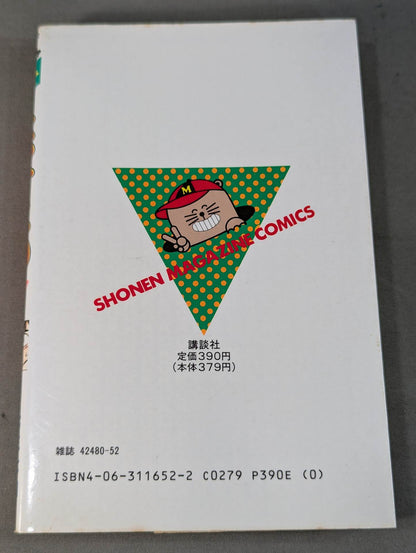 M
SHONEN MAGAZINE COMICS
講談社
定価390円
(本体379円)
雑誌 42480-52
ISBN4-06-311652-2 C0279 P390E (0)